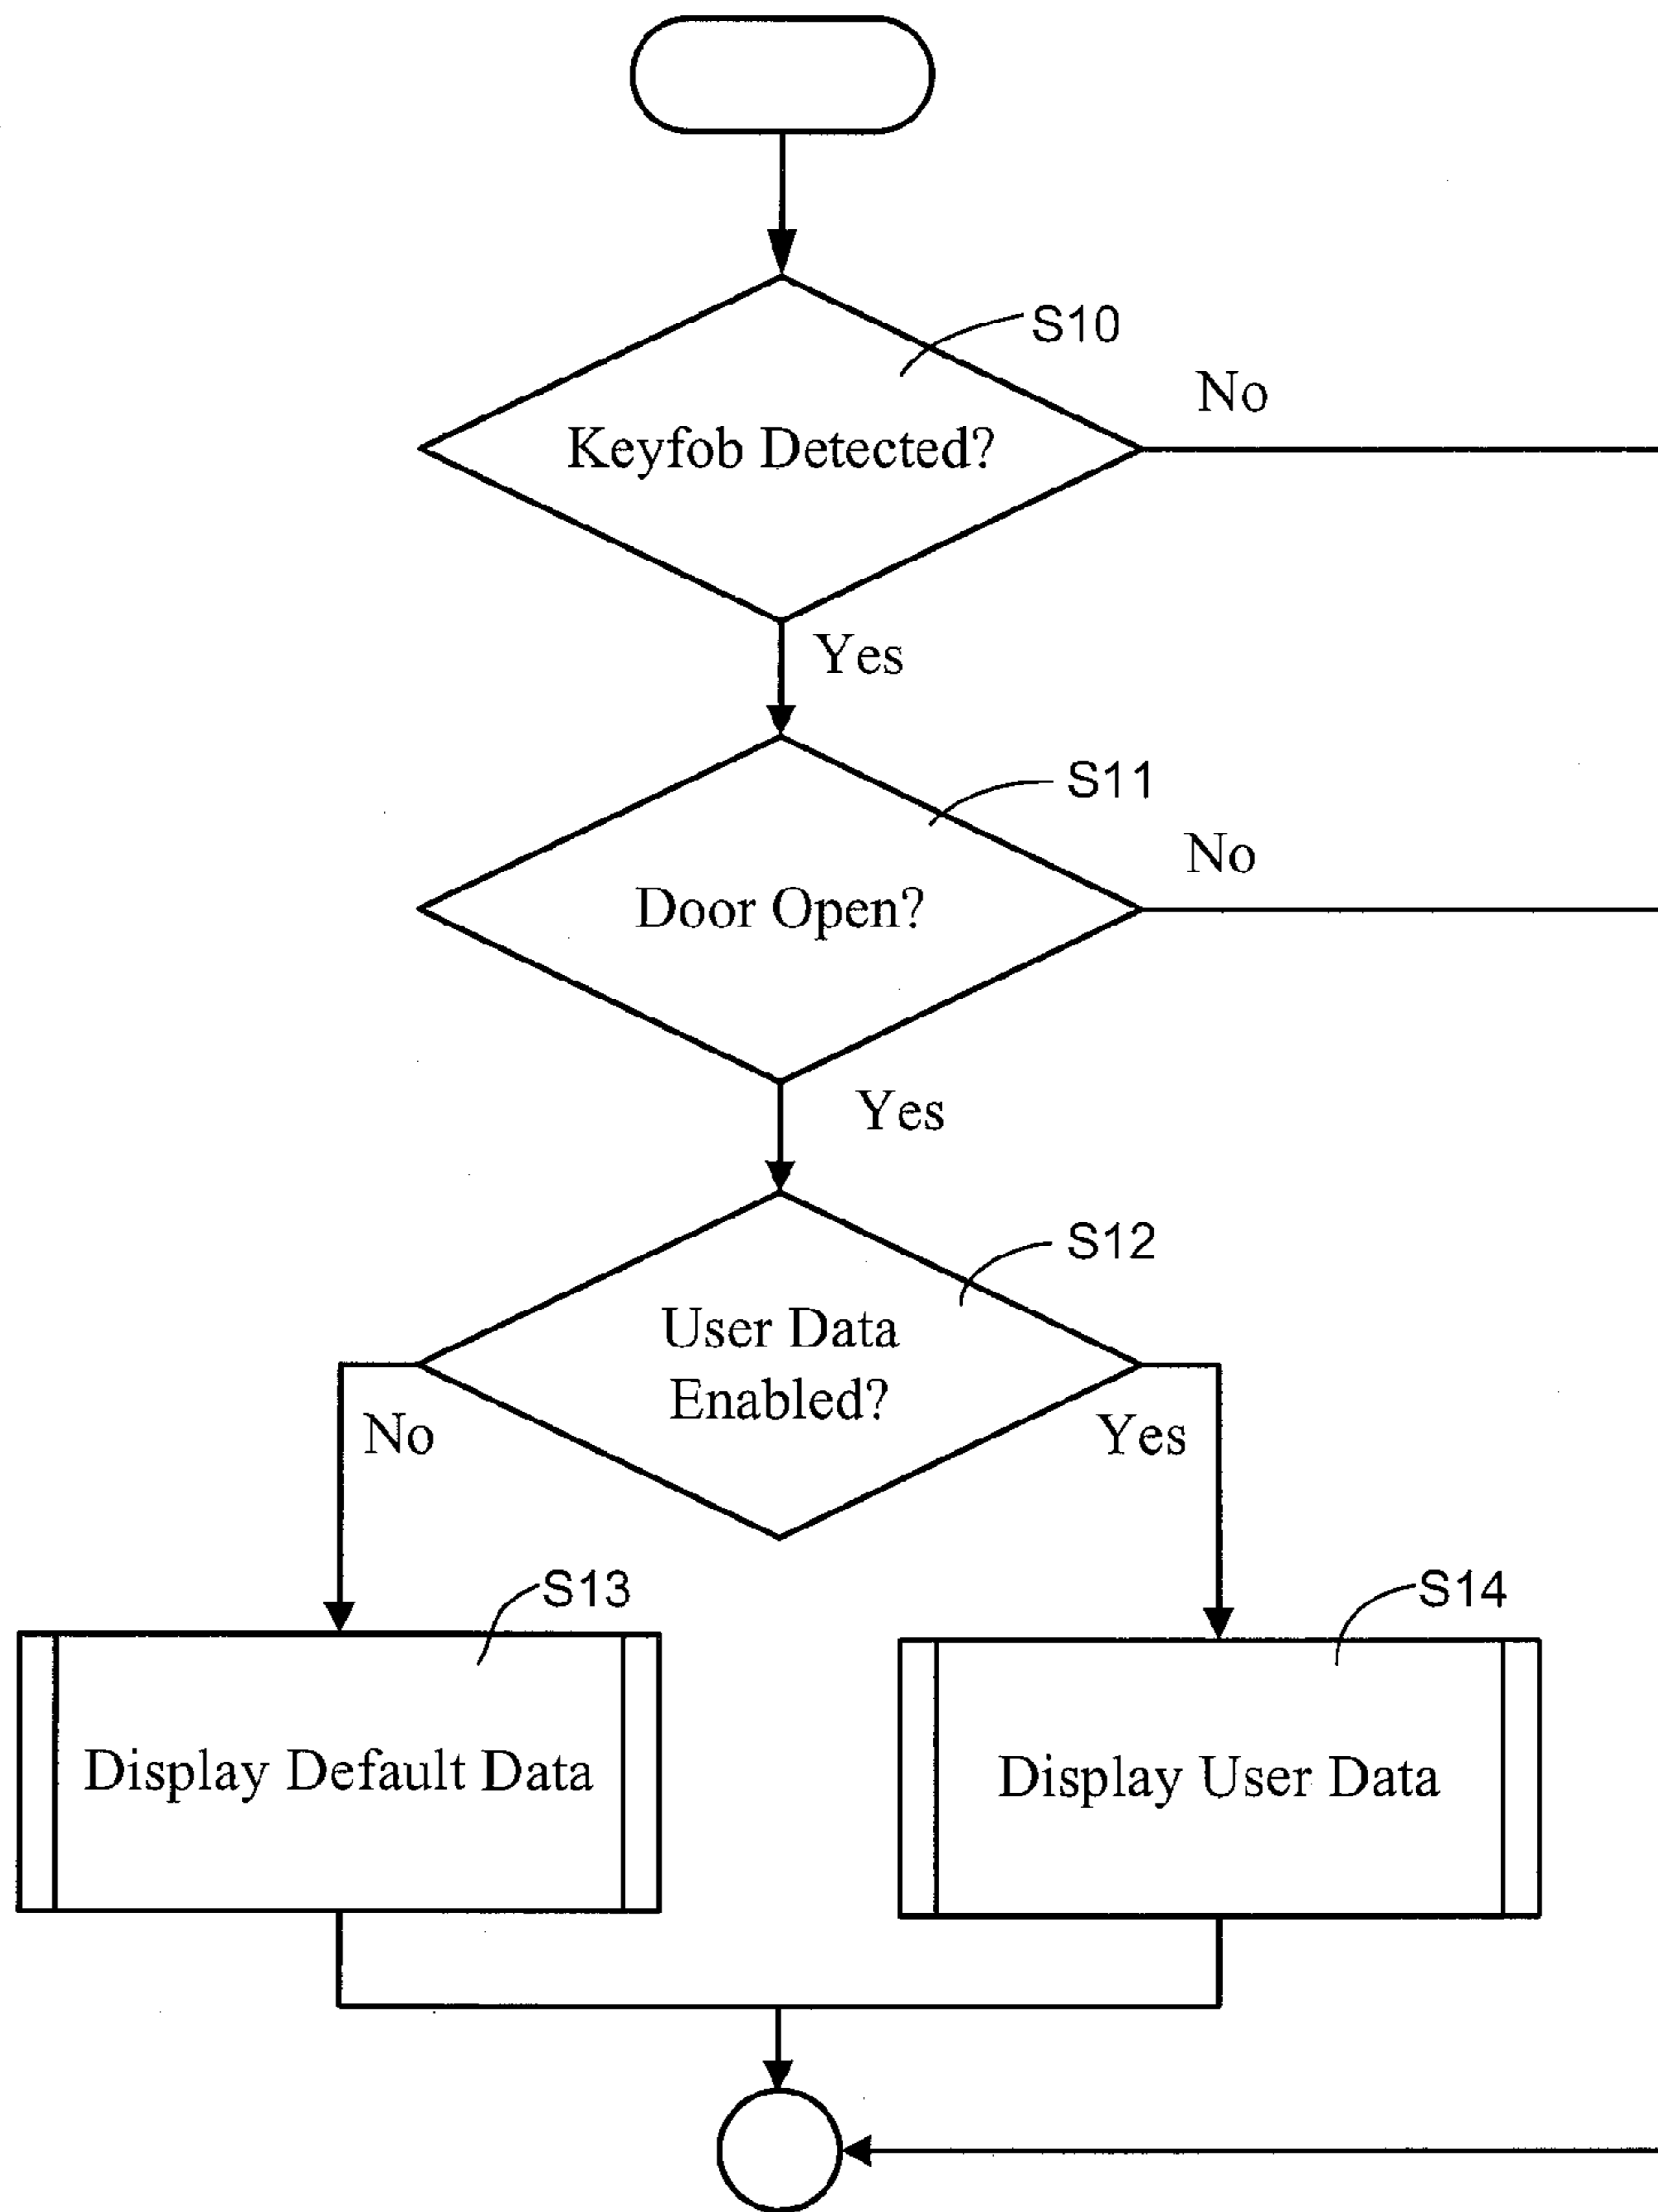 S10
No
Keyfob Detected?
Yes
S11
No
Door Open?
Yes
S12
User Data
Enabled?
No
Yes
S13
S14
Display Default Data
Display User Data